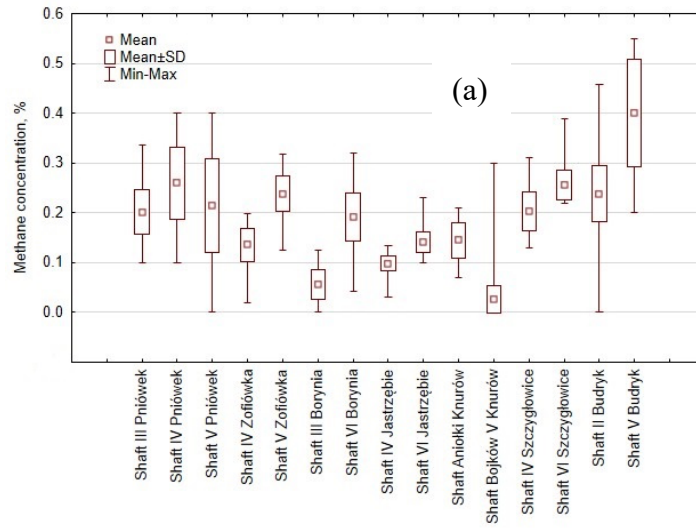 0.6
0.5
0.4
0.3
0.2
0.1
0.0
Methane concentration, %
Mean
Mean±SD
Min-Max
(a)
Shaft III Pniówek
Shaft IV Pniówek
Shaft V Pniówek
Shaft IV Zofiówka
Shaft V Zofiówka
Shaft III Borynia
Shaft VI Borynia
Shaft IV Jastrzębie
Shaft VI Jastrzębie
Shaft Aniołki Knurów
Shaft Bojków V Knurów
Shaft IV Szczygłowice
Shaft VI Szczygłowice
Shaft II Budryk
Shaft V Budryk